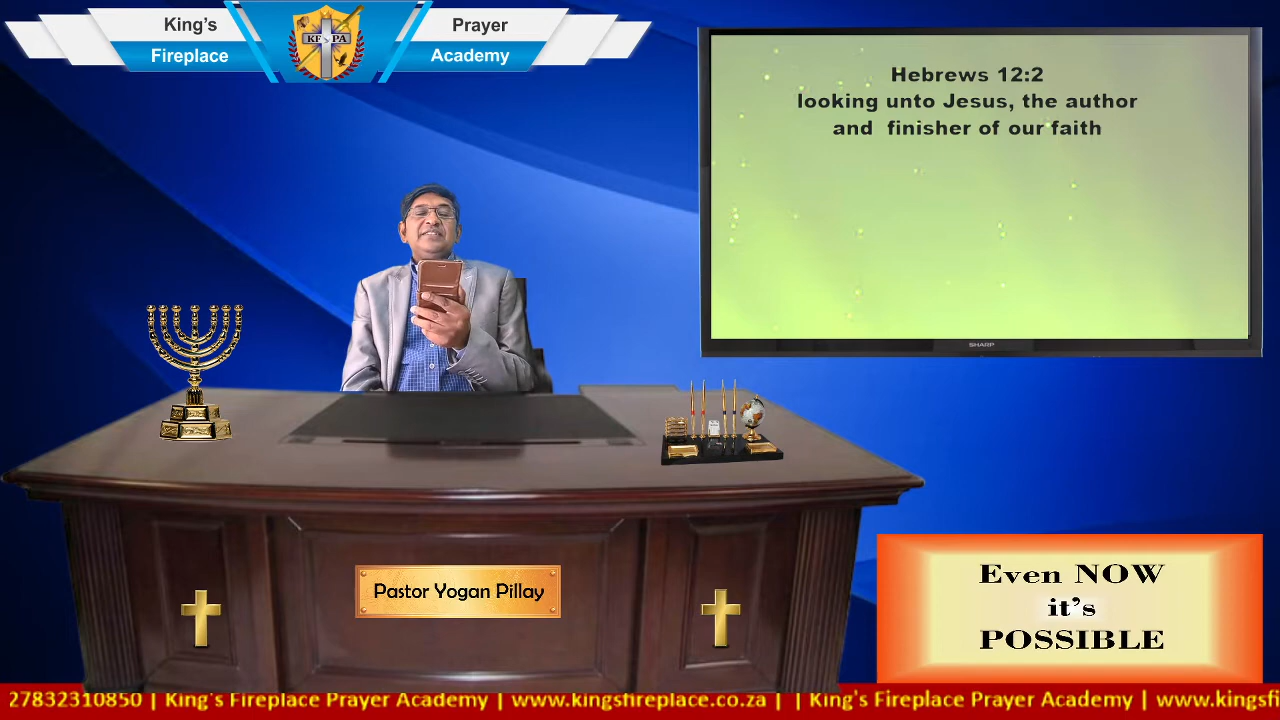 King's
Fireplace
KF PA
Prayer
Academy
Hebrews 12:2
looking unto Jesus, the author
and finisher of our faith
SHARP
Pastor Yogan Pillay
Even NOW
it's
POSSIBLE
27832310850 | King's Fireplace Prayer Academy | www.kingsfireplace.co.za | | King's Fireplace Prayer Academy | www.kingsfi